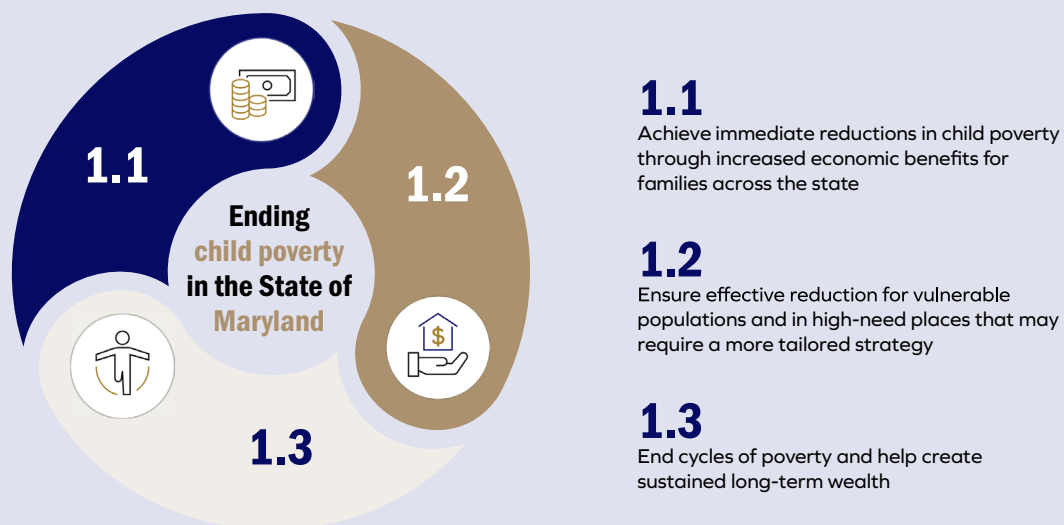 1.1
1.2
Ending
child poverty
in the State of
Maryland
$
1.3
1.1
Achieve immediate reductions in child poverty
through increased economic benefits for
families across the state
1.2
Ensure effective reduction for vulnerable
populations and in high-need places that may
require a more tailored strategy
1.3
End cycles of poverty and help create
sustained long-term wealth